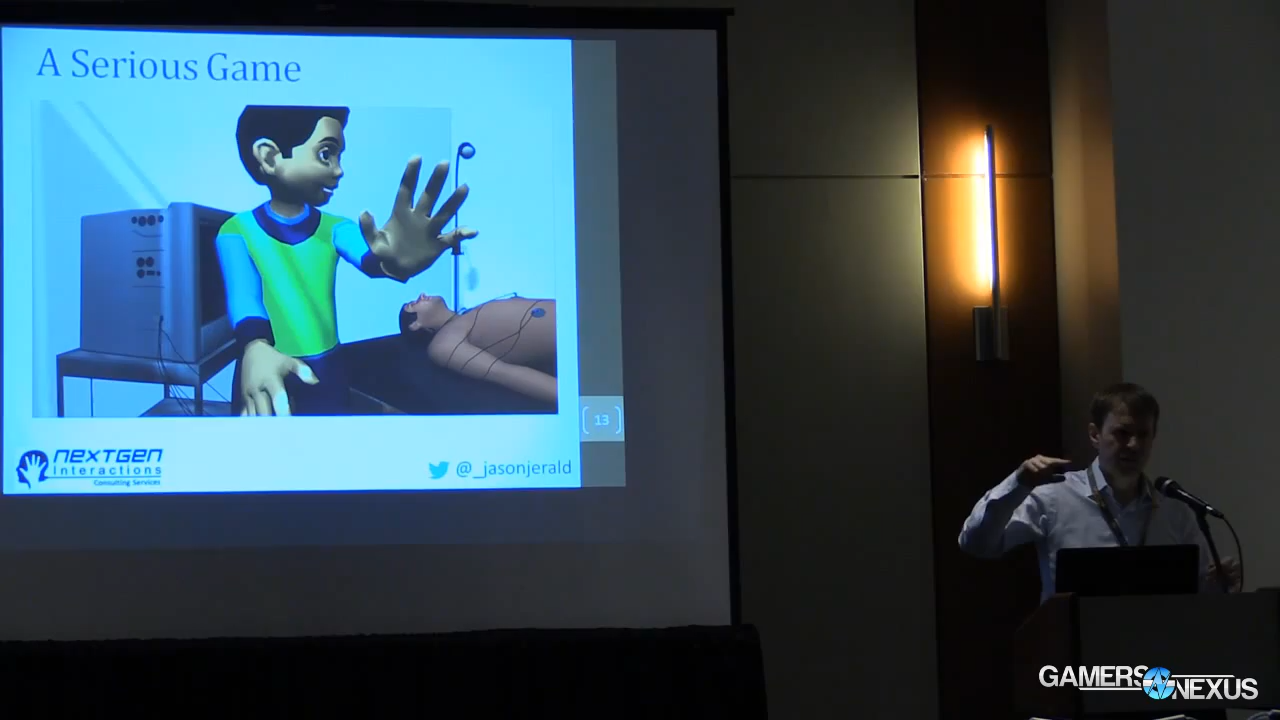 A Serious Game
[ 13 ]
NEXTGEN
Interactions
Consulting Services
@_jasonjerald
GAMERS NEXUS